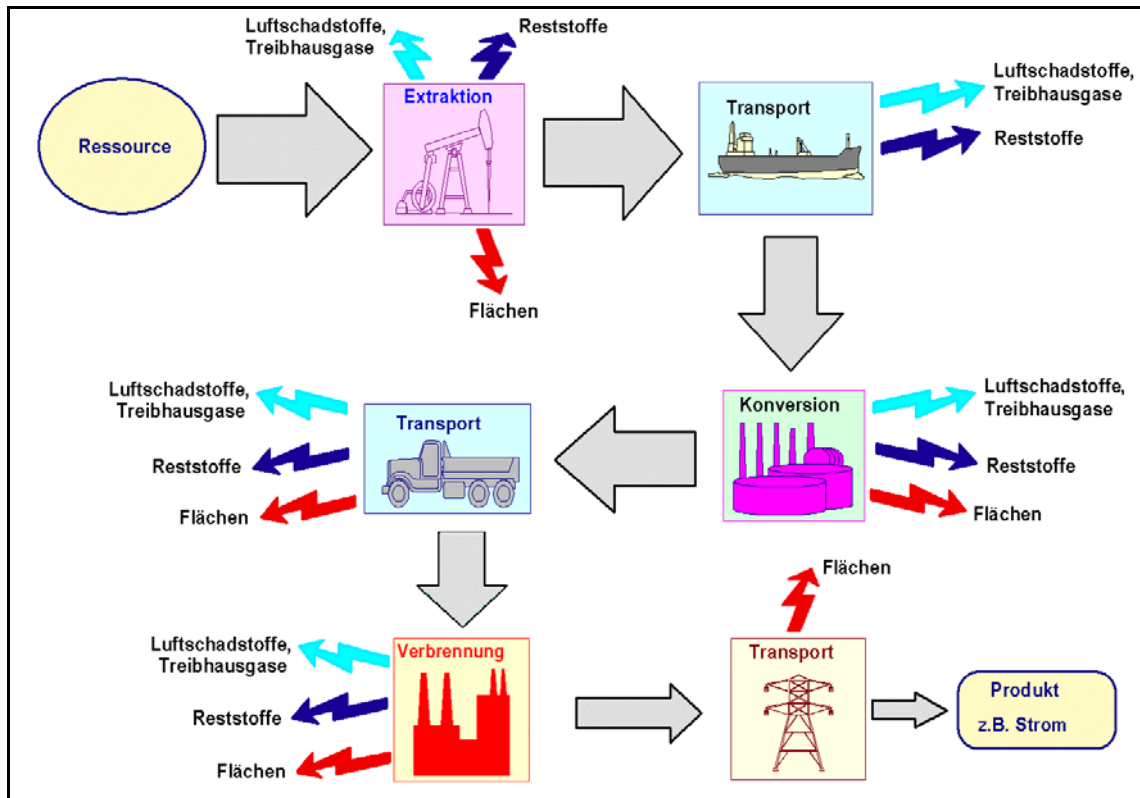 Luftschadstoffe,
Treibhausgase
Reststoffe
Ressource
Extraktion
Flächen
Transport
Luftschadstoffe,
Treibhausgase
Reststoffe
Luftschadstoffe,
Treibhausgase
Reststoffe
Flächen
Transport
Konversion
Luftschadstoffe,
Treibhausgase
Reststoffe
Flächen
Luftschadstoffe,
Treibhausgase
Reststoffe
Flächen
Verbrennung
Flächen
Transport
Produkt
z.B. Strom